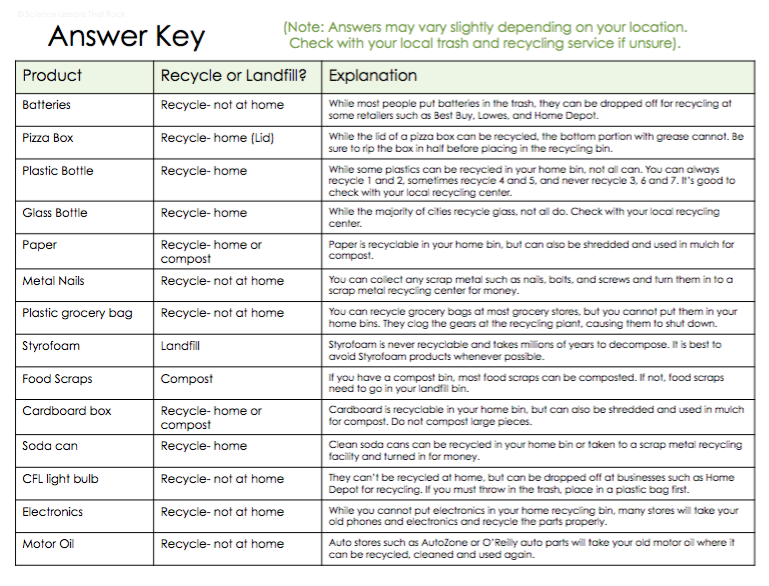 © Science Lessons That Rock
Answer Key
(Note: Answers may vary slightly depending on your location.
Check with your local trash and recycling service if unsure).
Product Recycle or Landfill? Explanation
Batteries Recycle- not at home While most people put batteries in the trash, they can be dropped off for recycling at
some retailers such as Best Buy, Lowes, and Home Depot.
Pizza Box Recycle- home (Lid) While the lid of a pizza box can be recycled, the bottom portion with grease cannot. Be
sure to rip the box in half before placing in the recycling bin.
Plastic Bottle Recycle- home While some plastics can be recycled in your home bin, not all can. You can always
recycle 1 and 2, sometimes recycle 4 and 5, and never recycle 3, 6 and 7. It's good to
check with your local recycling center.
Glass Bottle Recycle- home While the majority of cities recycle glass, not all do. Check with your local recycling
center.
Paper Recycle- home or Paper is recyclable in your home bin, but can also be shredded and used in mulch for
compost compost.
Metal Nails Recycle- not at home You can collect any scrap metal such as nails, bolts, and screws and turn them in to a
scrap metal recycling center for money.
Plastic grocery bag Recycle- not at home You can recycle grocery bags at most grocery stores, but you cannot put them in your
home bins. They clog the gears at the recycling plant, causing them to shut down.
Styrofoam Landfill Styrofoam is never recyclable and takes millions of years to decompose. It is best to
avoid Styrofoam products whenever possible.
Food Scraps Compost If you have a compost bin, most food scraps can be composted. If not, food scraps
need to go in your landfill bin.
Cardboard box Recycle- home or Cardboard is recyclable in your home bin, but can also be shredded and used in mulch
compost for compost. Do not compost large pieces.
Soda can Recycle- home Clean soda cans can be recycled in your home bin or taken to a scrap metal recycling
facility and turned in for money.
CFL light bulb Recycle- not at home They can't be recycled at home, but can be dropped off at businesses such as Home
Depot for recycling. If you must throw in the trash, place in a plastic bag first.
Electronics Recycle- not at home While you cannot put electronics in your home recycling bin, many stores will take your
old phones and electronics and recycle the parts properly.
Motor Oil Recycle- not at home Auto stores such as AutoZone or O'Reilly auto parts will take your old motor oil where it
can be recycled, cleaned and used again.